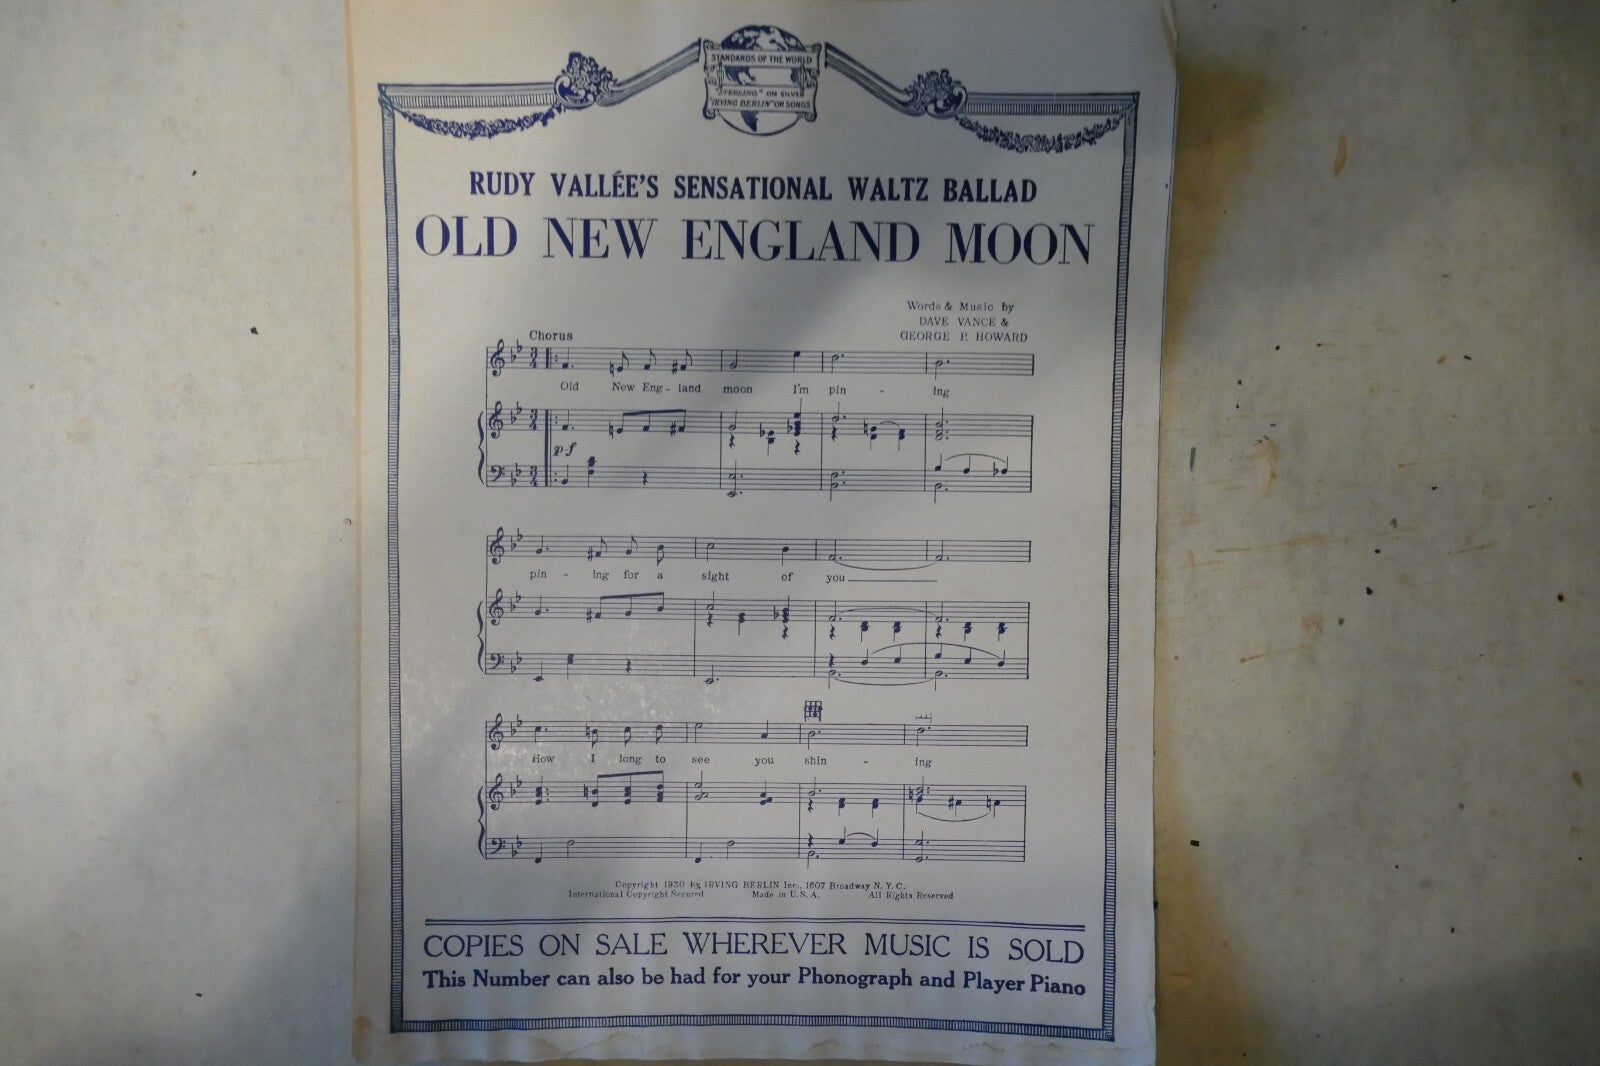 STANDARDS OF THE WORLD
"STERLING" ON SILVER
"IRVING BERLIN" ON SONGS
RUDY VALLÉE'S SENSATIONAL WALTZ BALLAD
OLD NEW ENGLAND MOON
Words & Music by
DAVE VANCE &
GEORGE P. HOWARD
Chorus
Old New Eng - land moon I'm pin - ing
pf
pin - ing for a sight of you
How I long to see you shin - ing
Copyright 1930 by IRVING BERLIN Inc., 1607 Broadway N. Y. C.
International Copyright Secured Made in U. S. A. All Rights Reserved
COPIES ON SALE WHEREVER MUSIC IS SOLD
This Number can also be had for your Phonograph and Player Piano